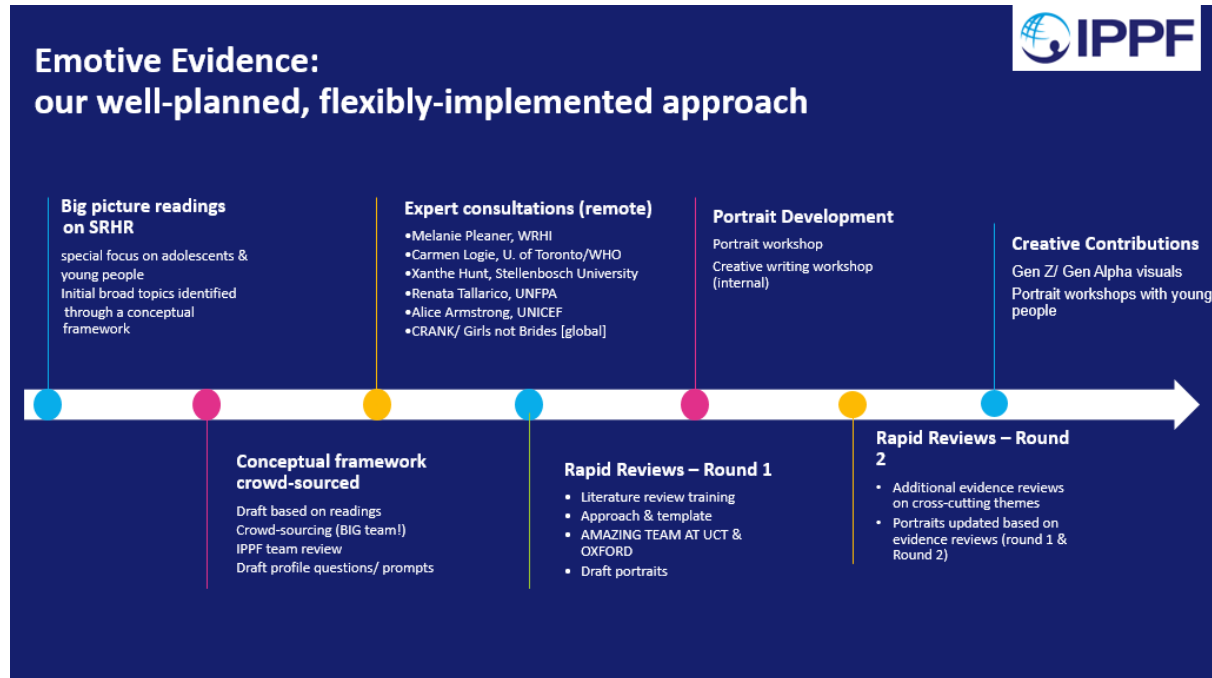 IPPF
Emotive Evidence:
our well-planned, flexibly-implemented approach
Big picture readings
on SRHR
special focus on adolescents &
young people
Initial broad topics identified
through a conceptual
framework
Conceptual framework
crowd-sourced
Draft based on readings
Crowd-sourcing (BIG team!)
IPPF team review
Draft profile questions/ prompts
Expert consultations (remote)
•Melanie Pleaner, WRHI
•Carmen Logie, U. of Toronto/WHO
•Xanthe Hunt, Stellenbosch University
•Renata Tallarico, UNFPA
•Alice Armstrong, UNICEF
•CRANK/ Girls not Brides [global]
Rapid Reviews – Round 1
• Literature review training
• Approach & template
• AMAZING TEAM AT UCT &
OXFORD
• Draft portraits
Portrait Development
Portrait workshop
Creative writing workshop
(internal)
Rapid Reviews – Round
2
• Additional evidence reviews
on cross-cutting themes
• Portraits updated based on
evidence reviews (round 1 &
Round 2)
Creative Contributions
Gen Z/ Gen Alpha visuals
Portrait workshops with young
people